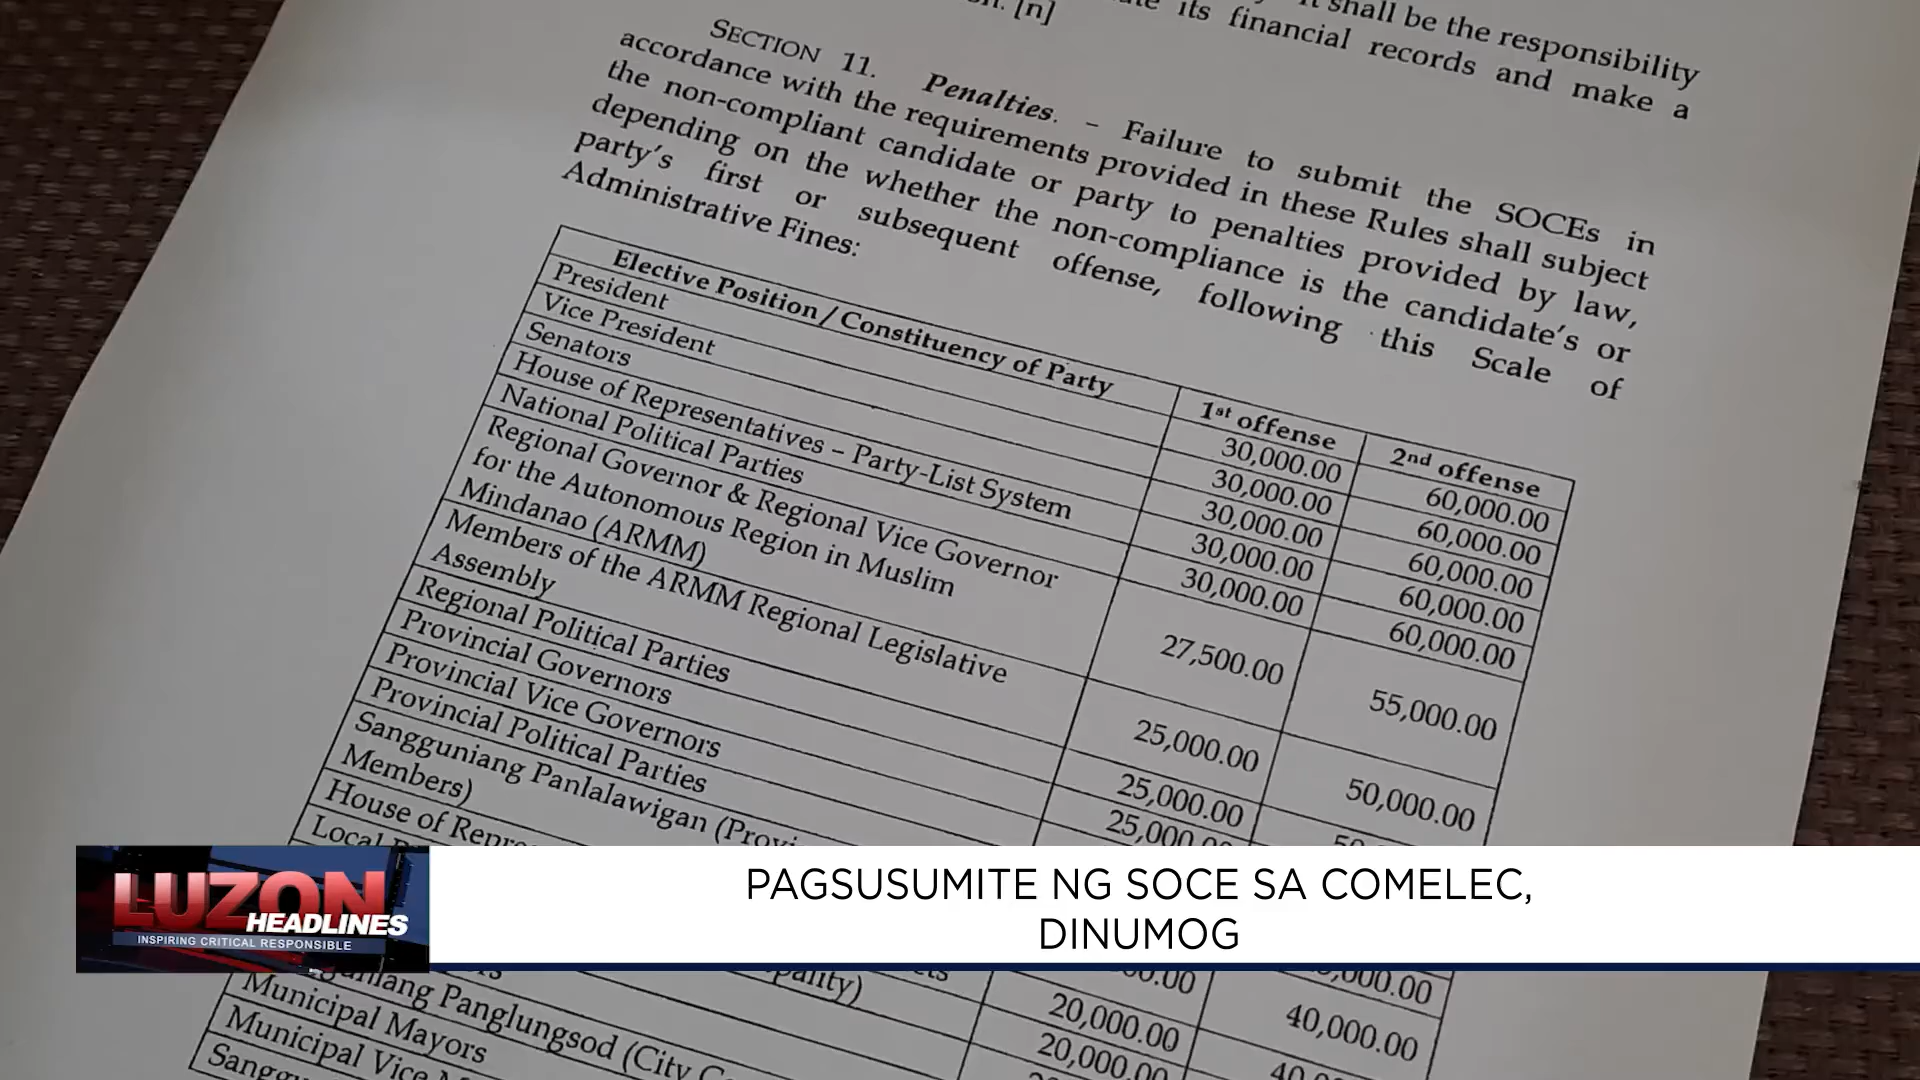 It shall be the responsibility
its financial records and make a
[n]
SECTION 11. Penalties. – Failure to submit the SOCEs in
accordance with the requirements provided in these Rules shall subject
the non-compliant candidate or party to penalties provided by law,
depending on the whether the non-compliance is the candidate's or
party's first or subsequent offense, following this Scale of
Administrative Fines:
Elective Position/Constituency of Party 1st offense 2nd offense
President 30,000.00 60,000.00
Vice President 30,000.00 60,000.00
Senators 30,000.00 60,000.00
House of Representatives – Party-List System 30,000.00 60,000.00
National Political Parties 30,000.00 60,000.00
Regional Governor & Regional Vice Governor
for the Autonomous Region in Muslim
Mindanao (ARMM) 27,500.00 55,000.00
Members of the ARMM Regional Legislative
Assembly 25,000.00 50,000.00
Regional Political Parties 25,000.00
Provincial Governors 25,000.00
Provincial Vice Governors
Provincial Political Parties
Sangguniang Panlalawigan (Provi
Members)
House of Repre
Local
LUZON
HEADLINES
INSPIRING CRITICAL RESPONSIBLE
PAGSUSUMITE NG SOCE SA COMELEC,
DINUMOG
pality)
Panglungsod (City 20,000.00 40,000.00
Municipal Mayors 20,000.00
Municipal Vice
Sanggu